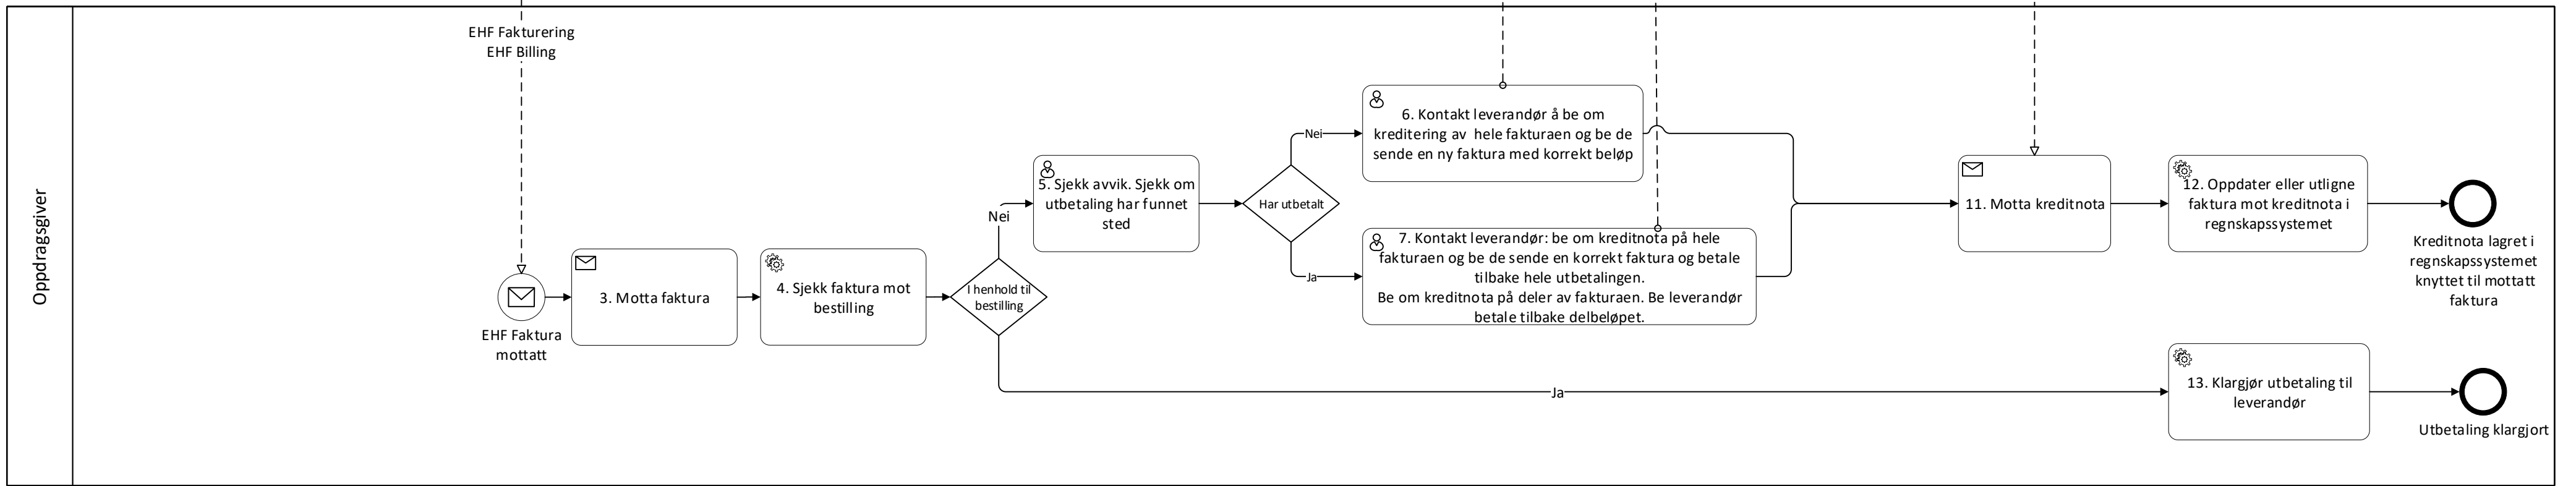 Oppdragsgiver
EHF Fakturering
EHF Billing
EHF Faktura
mottatt
3. Motta faktura
4. Sjekk faktura mot
bestilling
I henhold til
bestilling
Nei
Ja
5. Sjekk avvik. Sjekk om
utbetaling har funnet
sted
Har utbetalt
Nei
Ja
6. Kontakt leverandør å be om
kreditering av  hele fakturaen og be de
sende en ny faktura med korrekt beløp
7. Kontakt leverandør: be om kreditnota på hele
fakturaen og be de sende en korrekt faktura og betale
tilbake hele utbetalingen.
Be om kreditnota på deler av fakturaen. Be leverandør
betale tilbake delbeløpet.
11. Motta kreditnota
12. Oppdater eller utligne
faktura mot kreditnota i
regnskapssystemet
Kreditnota lagret i
regnskapssystemet
knyttet til mottatt
faktura
13. Klargjør utbetaling til
leverandør
Utbetaling klargjort